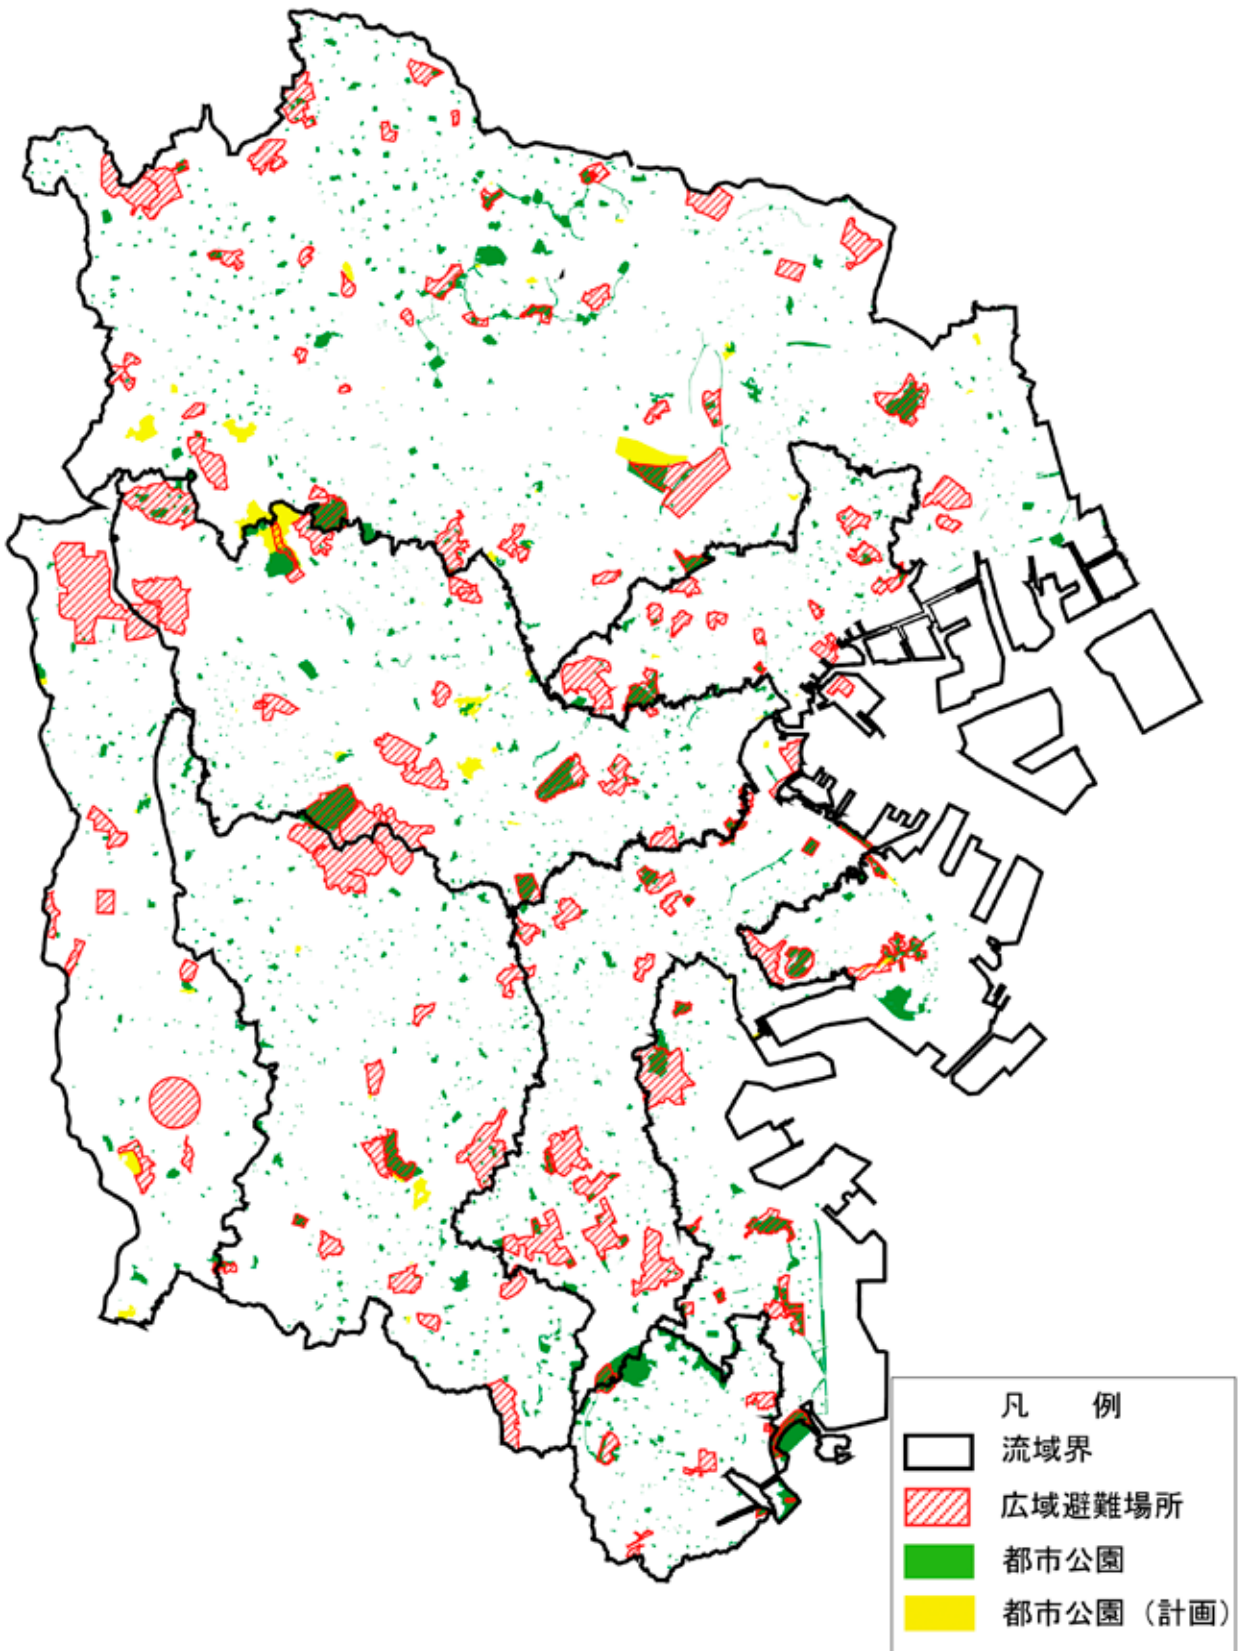 凡 例
流域界
広域避難場所
都市公園
都市公園（計画）